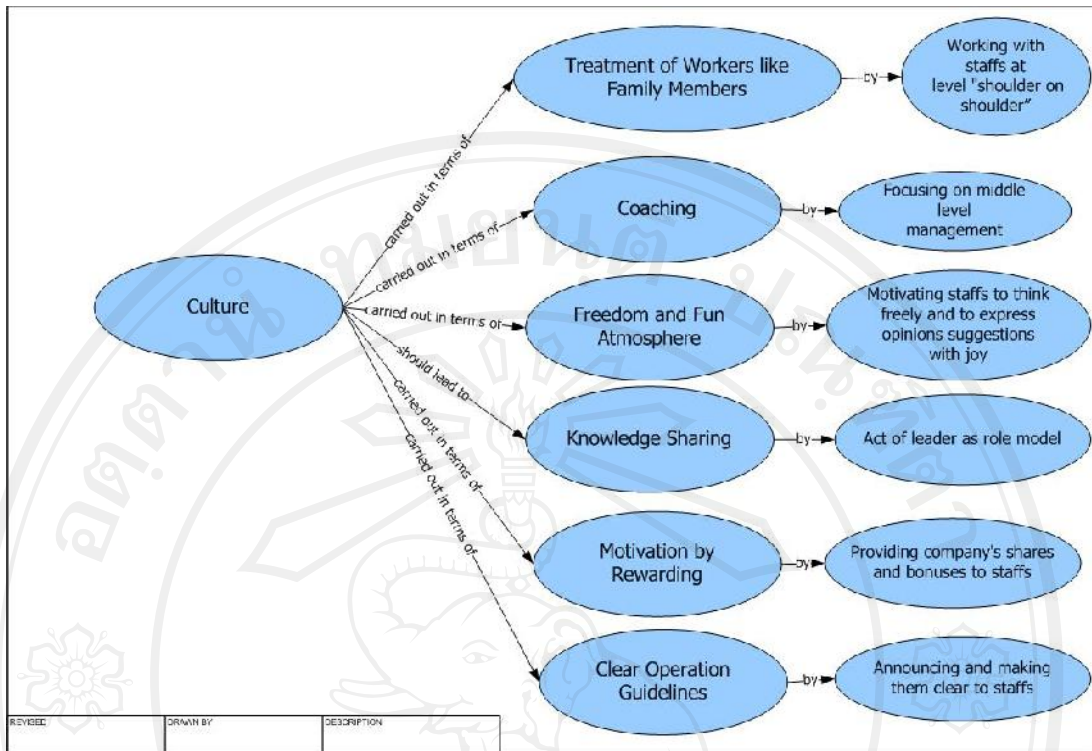 Treatment of Workers like
Family Members
by
Working with
staffs at
level "shoulder on
shoulder"
carried out in terms of
Coaching
by
Focusing on middle
level
management
carried out in terms of
Culture
carried out in terms of
Freedom and Fun
Atmosphere
by
Motivating staffs to think
freely and to express
opinions suggestions
with joy
should lead to
Knowledge Sharing
by
Act of leader as role model
carried out in terms of
Motivation by
Rewarding
by
Providing company's shares
and bonuses to staffs
carried out in terms of
Clear Operation
Guidelines
by
Announcing and making
them clear to staffs
REVISED
DRAWN BY
DESCRIPTION